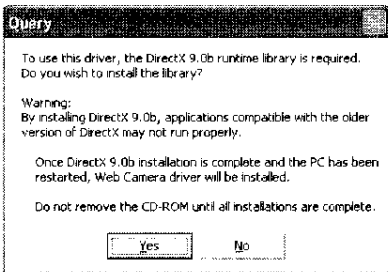 Query
To use this driver, the DirectX 9.0b runtime library is required.
Do you wish to install the library?
Warning:
By installing DirectX 9.0b, applications compatible with the older
version of DirectX may not run properly.
Once DirectX 9.0b installation is complete and the PC has been
restarted, Web Camera driver will be installed.
Do not remove the CD-ROM until all installations are complete.
Yes
No